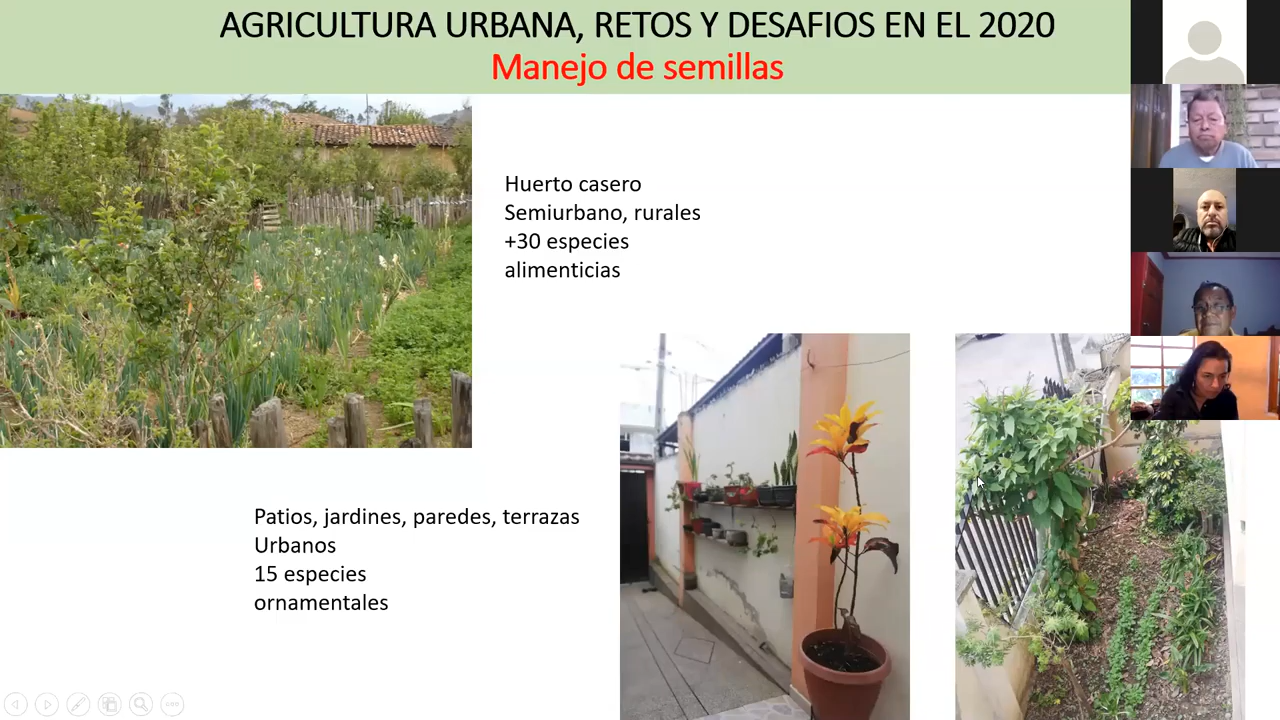 AGRICULTURA URBANA, RETOS Y DESAFIOS EN EL 2020
Manejo de semillas
Huerto casero
Semiurbano, rurales
+30 especies
alimenticias
Patios, jardines, paredes, terrazas
Urbanos
15 especies
ornamentales